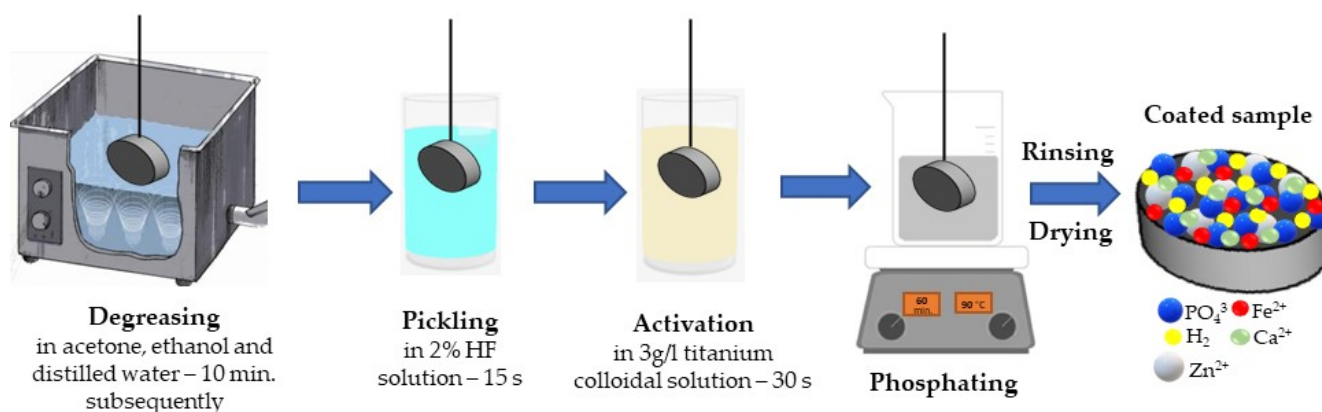 Degreasing
in acetone, ethanol and
distilled water – 10 min.
subsequently
Pickling
in 2% HF
solution – 15 s
Activation
in 3g/l titanium
colloidal solution – 30 s
60
min.
90 °C
Phosphating
Rinsing
Drying
Coated sample
PO₄³
Fe²⁺
H₂
Ca²⁺
Zn²⁺